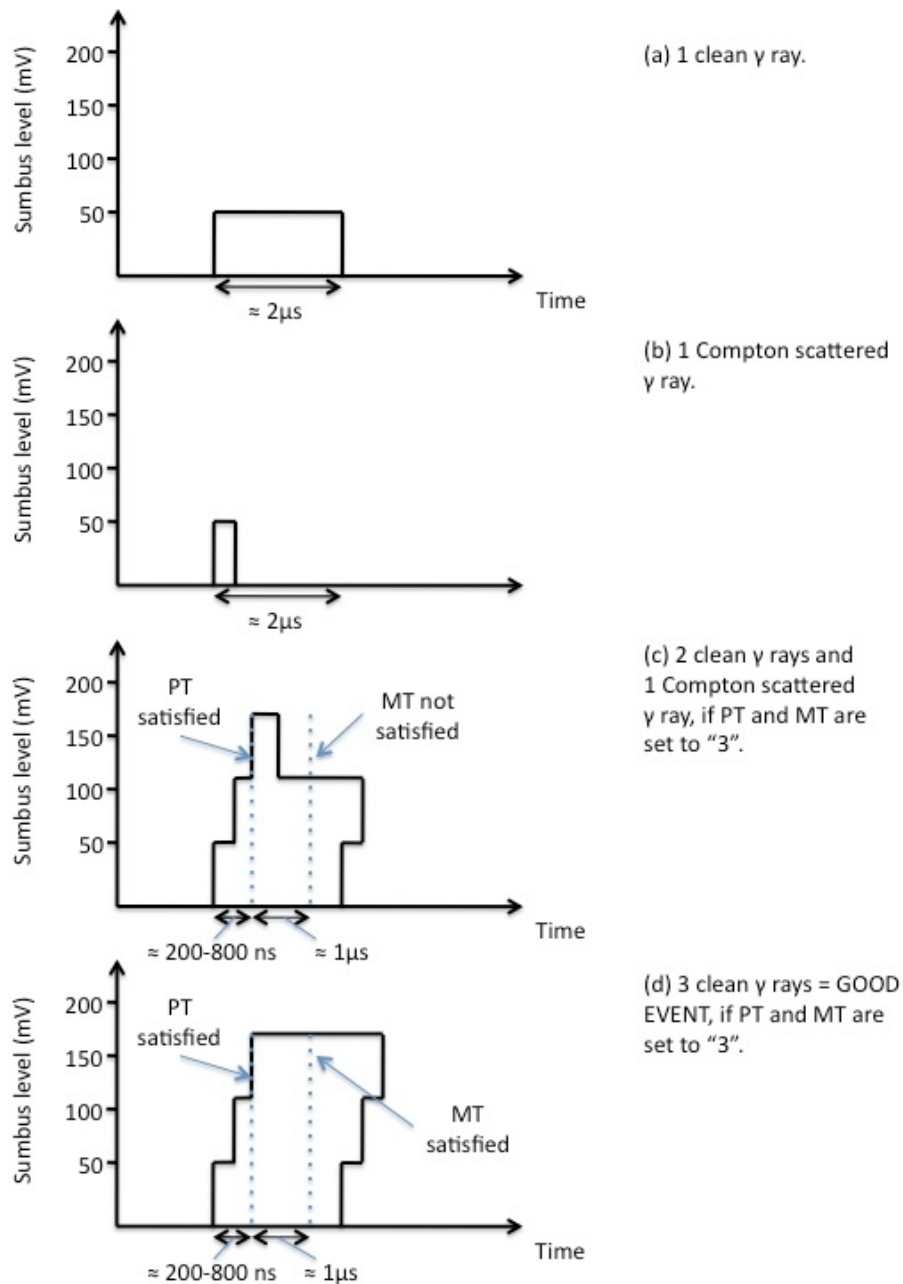 Sumbus level (mV)
200
150
100
50
≈ 2μs
Time
(a) 1 clean γ ray.
Sumbus level (mV)
200
150
100
50
≈ 2μs
(b) 1 Compton scattered
γ ray.
Sumbus level (mV)
200
150
100
50
PT
satisfied
MT not
satisfied
≈ 200-800 ns
≈ 1μs
Time
(c) 2 clean γ rays and
1 Compton scattered
γ ray, if PT and MT are
set to “3”.
Sumbus level (mV)
200
150
100
50
PT
satisfied
MT
satisfied
≈ 200-800 ns
≈ 1μs
Time
(d) 3 clean γ rays = GOOD
EVENT, if PT and MT are
set to “3”.